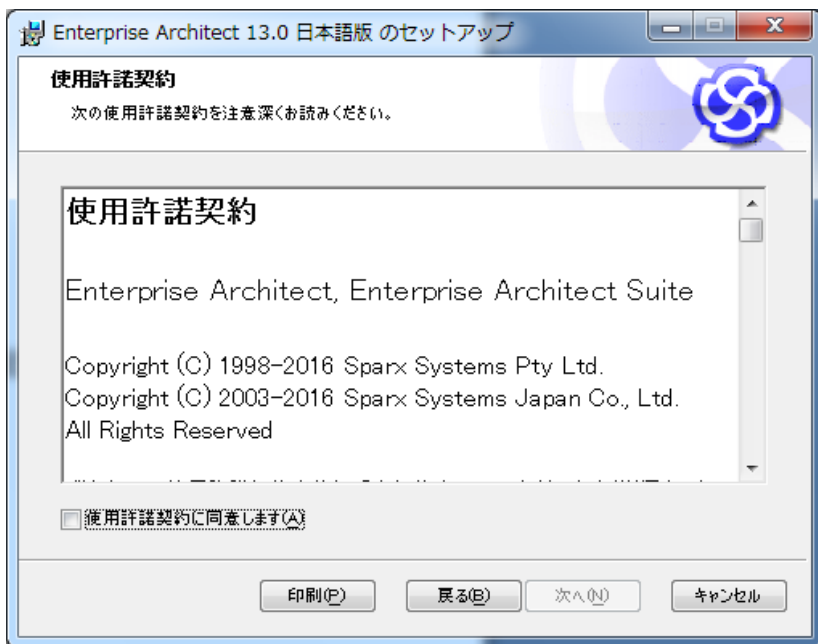 Enterprise Architect 13.0 日本語版 のセットアップ
使用許諾契約
次の使用許諾契約を注意深くお読みください。
使用許諾契約
Enterprise Architect, Enterprise Architect Suite
Copyright (C) 1998-2016 Sparx Systems Pty Ltd.
Copyright (C) 2003-2016 Sparx Systems Japan Co., Ltd.
All Rights Reserved
使用許諾契約に同意します(A)
印刷(P) 戻る(B) 次へ(N) キャンセル